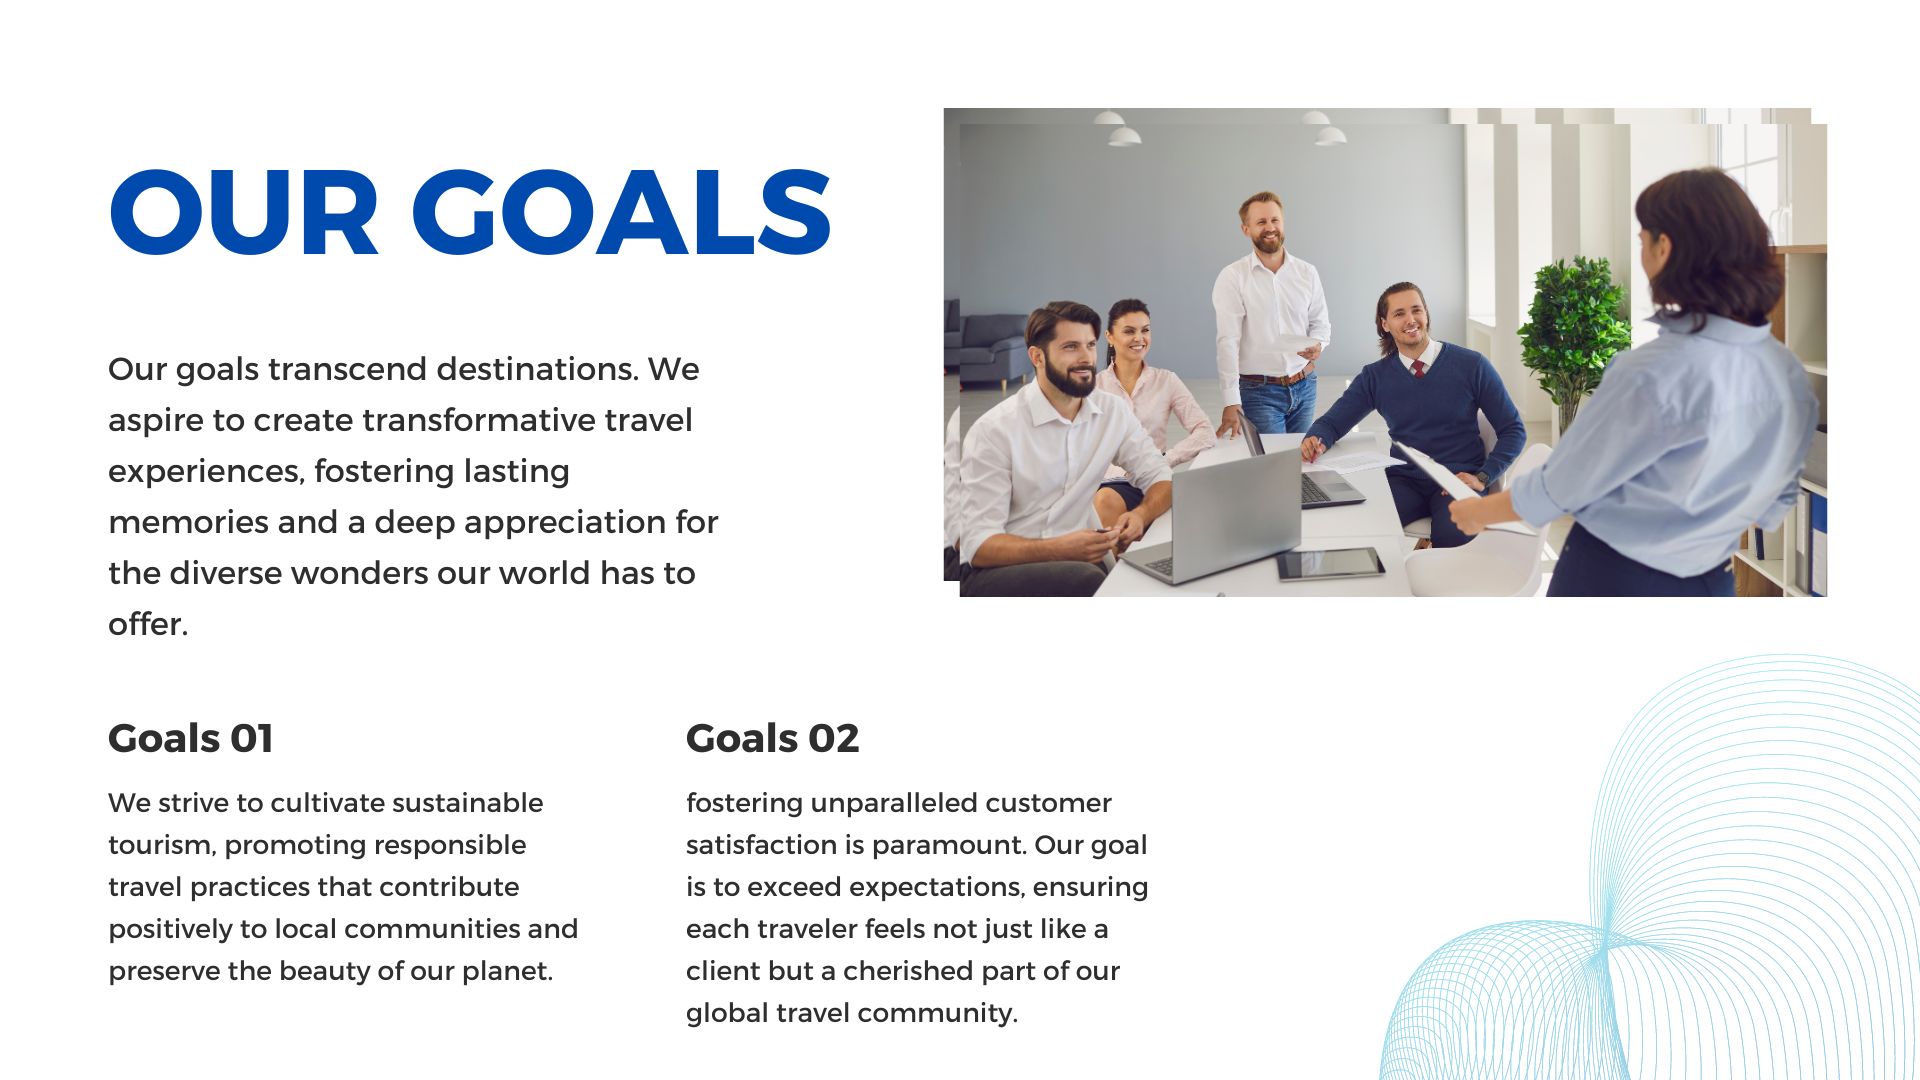 OUR GOALS
Our goals transcend destinations. We
aspire to create transformative travel
experiences, fostering lasting
memories and a deep appreciation for
the diverse wonders our world has to
offer.
Goals 01
We strive to cultivate sustainable
tourism, promoting responsible
travel practices that contribute
positively to local communities and
preserve the beauty of our planet.
Goals 02
fostering unparalleled customer
satisfaction is paramount. Our goal
is to exceed expectations, ensuring
each traveler feels not just like a
client but a cherished part of our
global travel community.